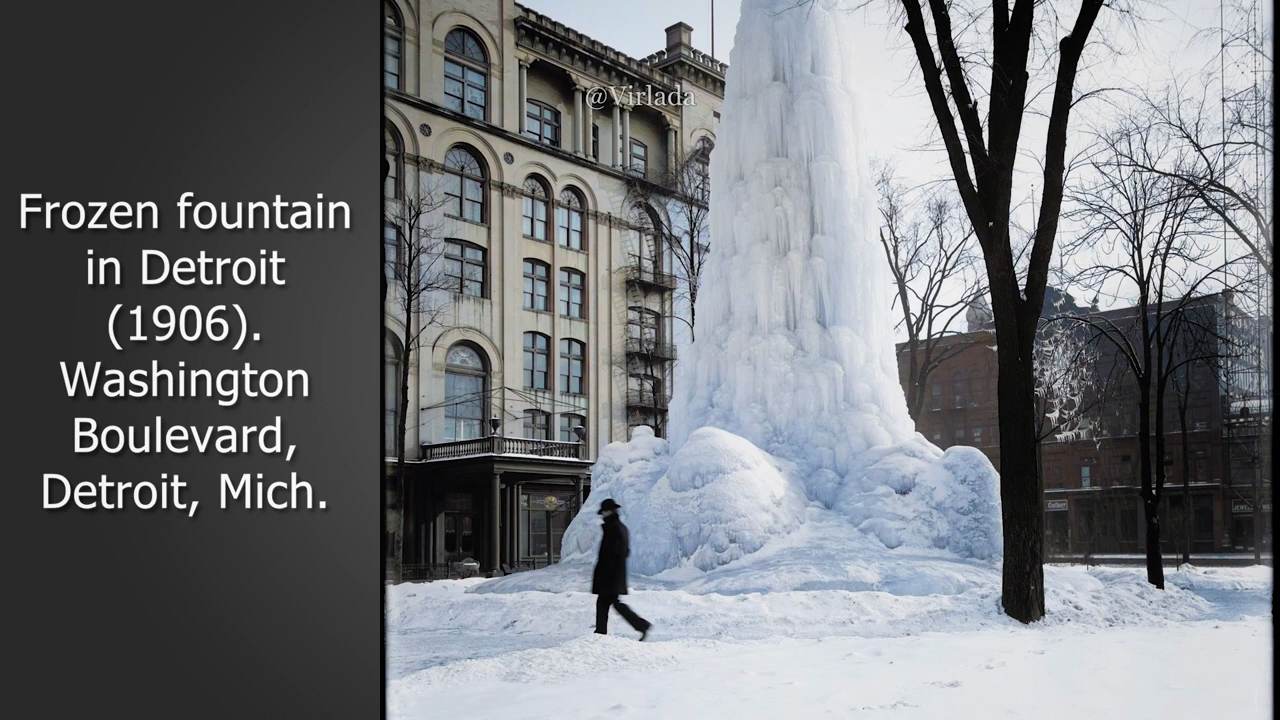 Frozen fountain
in Detroit
(1906).
Washington
Boulevard,
Detroit, Mich.
@Virlada